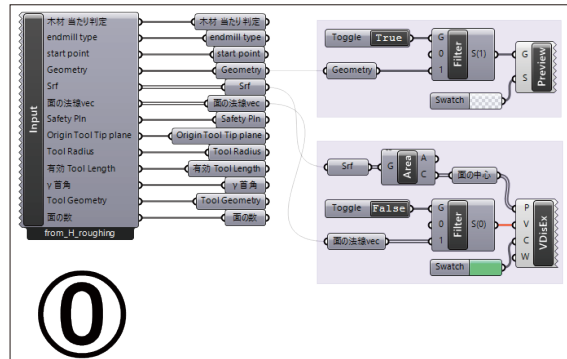 Input
木材 当たり判定
endmill type
start point
Geometry
Srf
面の法線vec
Safety Pln
Origin Tool Tip plane
Tool Radius
有効 Tool Length
γ 首角
Tool Geometry
面の数
from_H_roughing
木材 当たり判定
endmill type
start point
Geometry
Srf
面の法線vec
Safety Pln
Origin Tool Tip plane
Tool Radius
有効 Tool Length
γ 首角
Tool Geometry
面の数
Toggle True
Geometry
G
0
1
Filter
S(1)
Swatch
G
S
Preview
Srf
G
Area
A
C
面の中心
Toggle False
面の法線vec
G
0
1
Filter
S(0)
Swatch
P
V
C
W
VDisEx
0